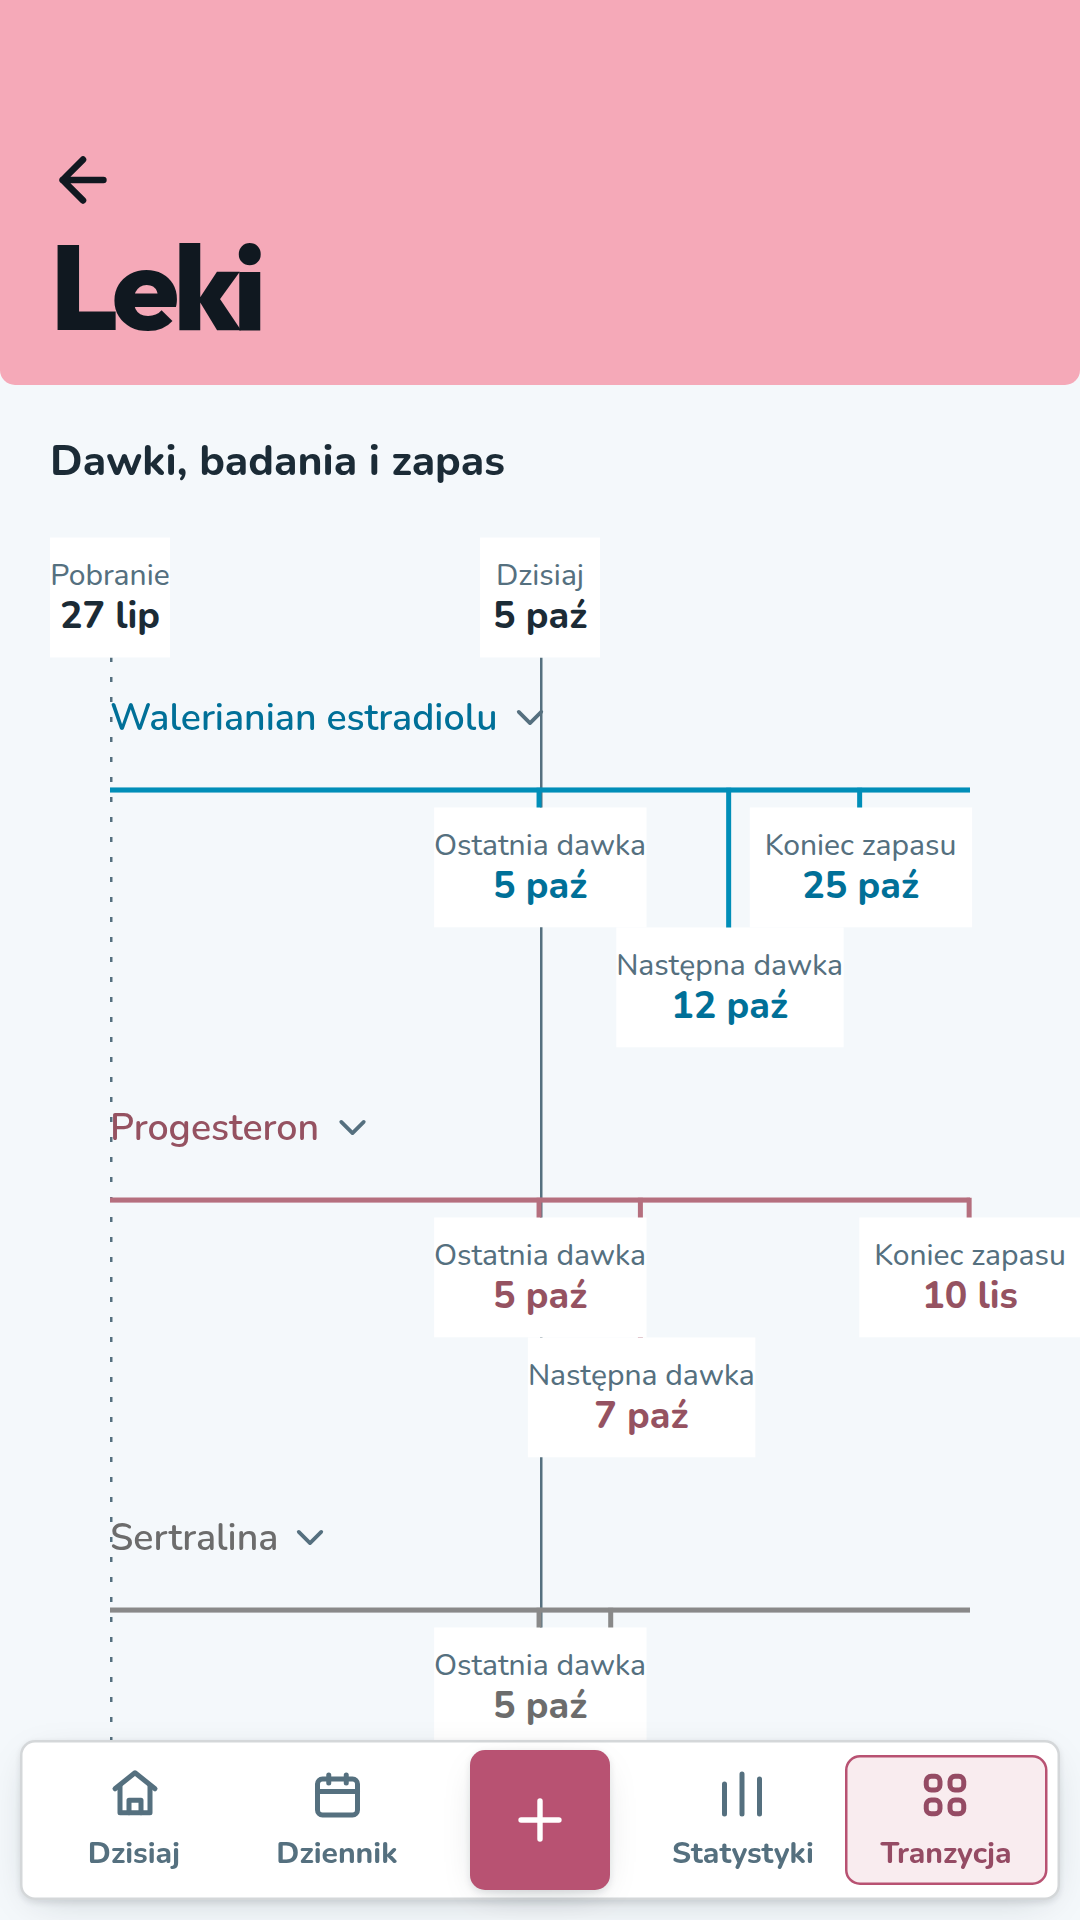 Leki
Dawki, badania i zapas
Pobranie
27 lip
Dzisiaj
5 paź
Walerianian estradiolu
Ostatnia dawka
5 paź
Koniec zapasu
25 paź
Następna dawka
12 paź
Progesteron
Ostatnia dawka
5 paź
Koniec zapasu
10 lis
Następna dawka
7 paź
Sertralina
Ostatnia dawka
5 paź
Dzisiaj
Dziennik
Statystyki
Tranzycja